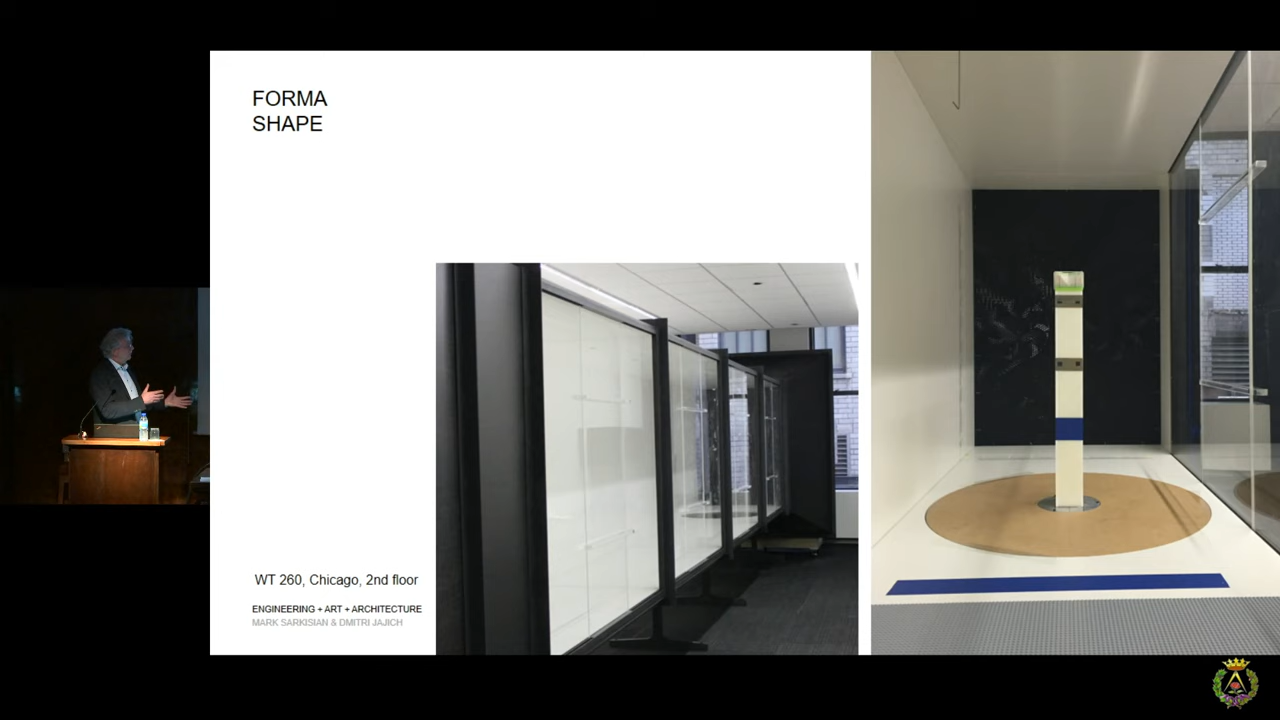 FORMA
SHAPE
WT 260, Chicago, 2nd floor
ENGINEERING + ART + ARCHITECTURE
MARK SARKISIAN & DMITRI JAJICH